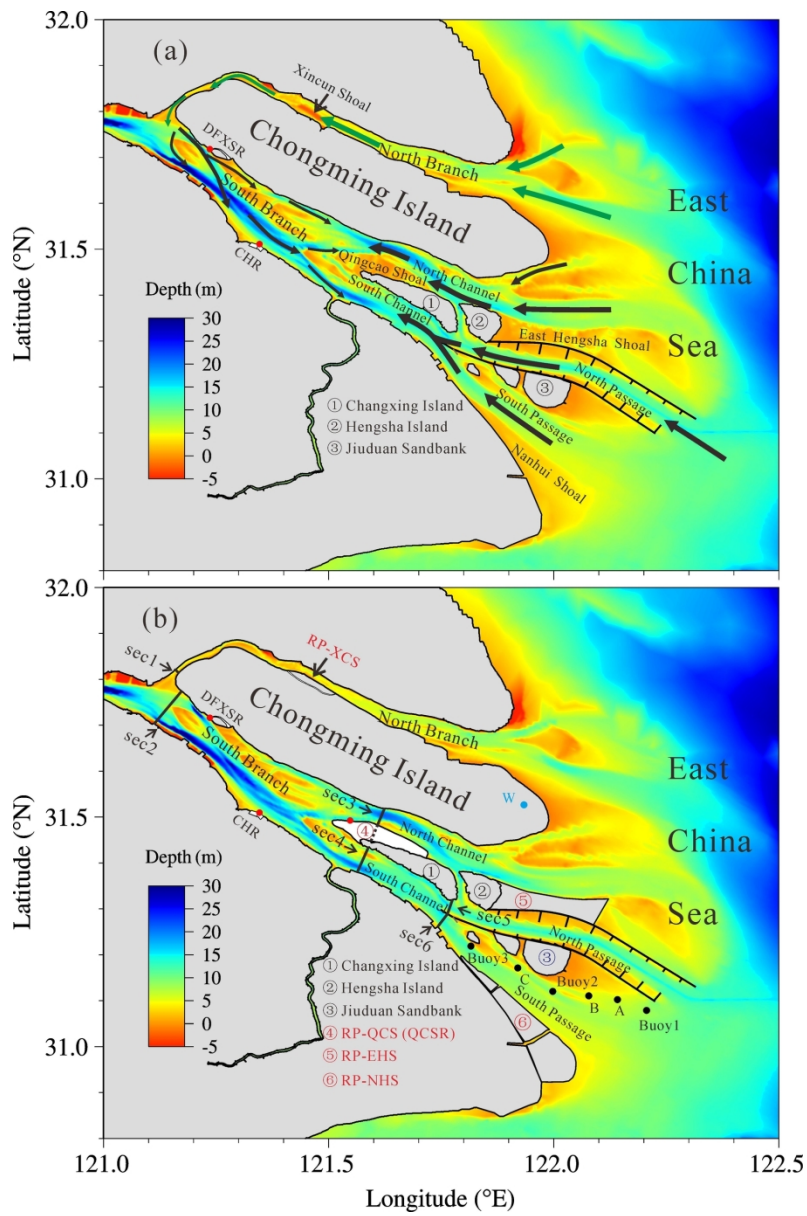 32.0
(a)
Xincun Shoal
DFXSR
Chongming Island
North Branch
East
South Branch
31.5
CHR
Qingcao Shoal
North Channel
China
Depth (m)
South Channel
①
②
East Hengsha Shoal
Sea
30
25
20
15
10
5
0
-5
North Passage
③
① Changxing Island
② Hengsha Island
③ Jiuduan Sandbank
South Passage
Nanhui Shoal
31.0
Latitude (°N)
32.0
(b)
sec1
RP-XCS
DFXSR
Chongming Island
North Branch
East
sec2
South Branch
W
31.5
sec3
CHR
④
North Channel
China
sec4
Depth (m)
①
South Channel
②
⑤
Sea
30
25
20
15
10
5
0
-5
sec5
North Passage
sec6
③
Buoy3
C
Buoy2
B
A
Buoy1
South Passage
① Changxing Island
② Hengsha Island
③ Jiuduan Sandbank
④ RP-QCS (QCSR)
⑤ RP-EHS
⑥ RP-NHS
⑥
31.0
Latitude (°N)
121.0
121.5
122.0
122.5
Longitude (°E)